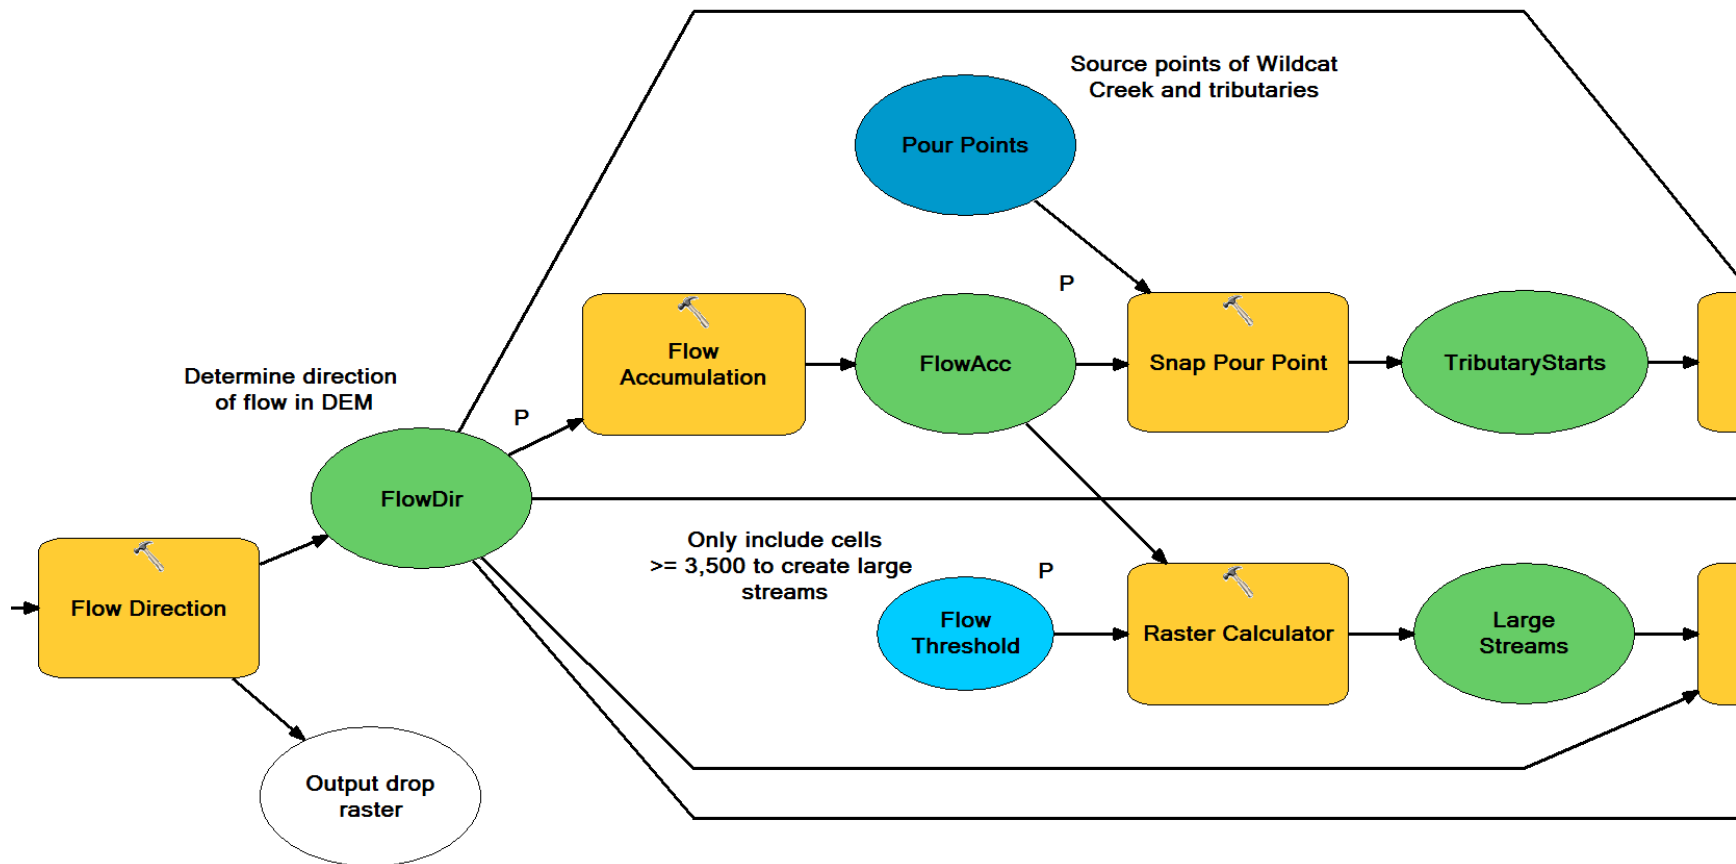 Source points of Wildcat
Creek and tributaries
Pour Points
P
Flow
Accumulation
FlowAcc
Snap Pour Point
TributaryStarts
Determine direction
of flow in DEM
P
FlowDir
Only include cells
>= 3,500 to create large
streams
P
Flow Direction
Flow
Threshold
Raster Calculator
Large
Streams
Output drop
raster